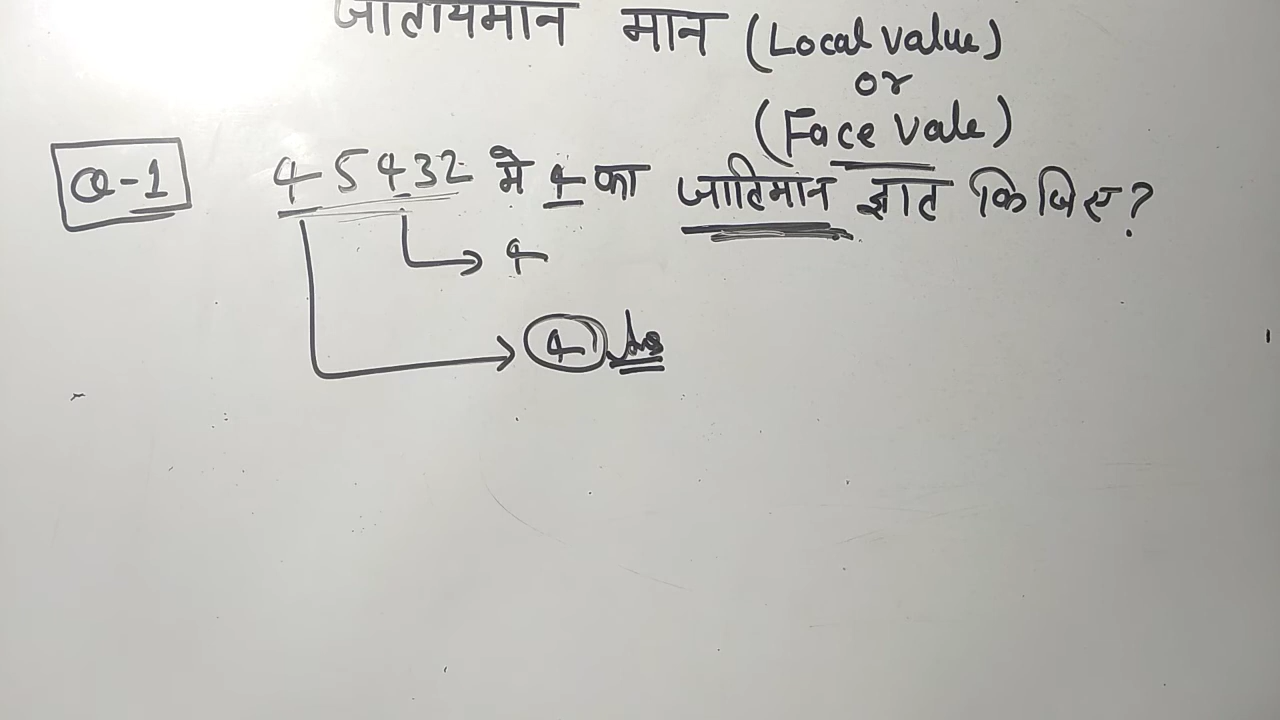 जातीयमान मान (Local value)
or
(Face Vale)
Q-1 45432 मे 4 का जातिमान ज्ञात किजिए?
4
4 Ans